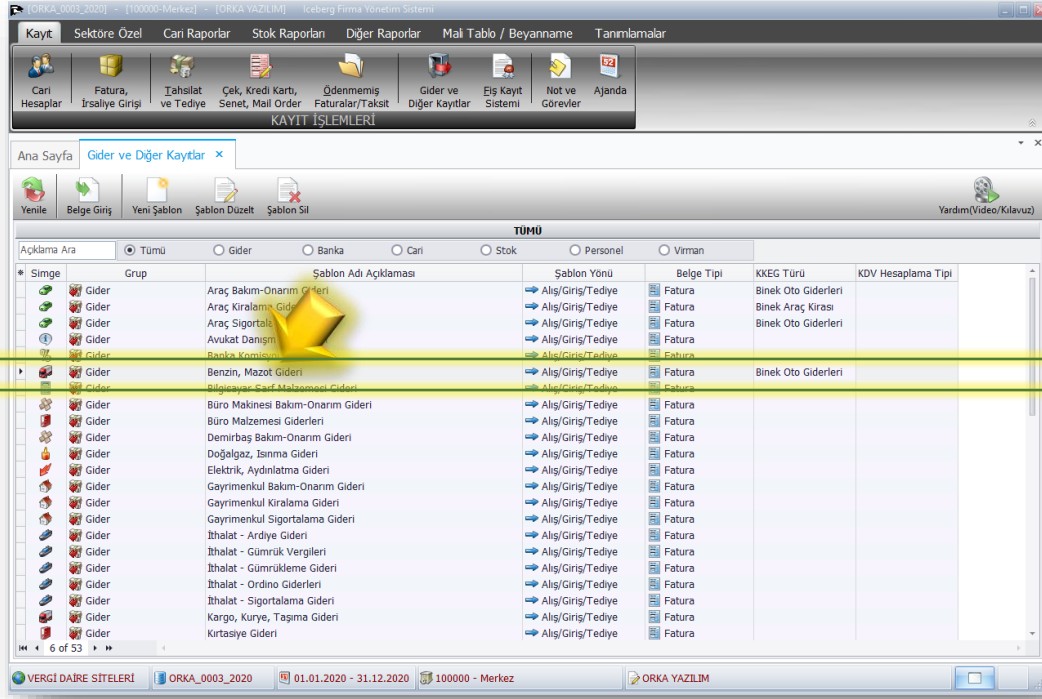 [ORKA_0003_2020] - [100000-Merkez] - [ORKA YAZILIM] Iceberg Firma Yönetim Sistemi
Kayıt Sektöre Özel Cari Raporlar Stok Raporları Diğer Raporlar Mali Tablo / Beyanname Tanımlamalar
Cari Hesaplar
Fatura, İrsaliye Girişi
Tahsilat ve Tediye
Çek, Kredi Kartı, Senet, Mail Order
Ödenmemiş Faturalar/Taksit
Gider ve Diğer Kayıtlar
Fiş Kayıt Sistemi
Not ve Görevler
Ajanda
KAYIT İŞLEMLERİ
Ana Sayfa Gider ve Diğer Kayıtlar ×
Yenile Belge Giriş Yeni Şablon Şablon Düzelt Şablon Sil Yardım(Video/Kılavuz)
TÜMÜ
Açıklama Ara Tümü Gider Banka Cari Stok Personel Virman
Simge Grup Şablon Adı Açıklaması Şablon Yönü Belge Tipi KKEG Türü KDV Hesaplama Tipi
Gider Araç Bakım-Onarım Gideri Alış/Giriş/Tediye Fatura Binek Oto Giderleri
Gider Araç Kiralama Gideri Alış/Giriş/Tediye Fatura Binek Araç Kirası
Gider Araç Alış/Giriş/Tediye Fatura Binek Oto Giderleri
Gider Avukat Alış/Giriş/Tediye Fatura
Gider Banka Alış/Giriş/Tediye Fatura
Gider Benzin, Mazot Gideri Alış/Giriş/Tediye Fatura Binek Oto Giderleri
Gider Bilgisayar Sarf Malzemesi Gideri Alış/Giriş/Tediye Fatura
Gider Büro Makinesi Bakım-Onarım Gideri Alış/Giriş/Tediye Fatura
Gider Büro Malzemesi Giderleri Alış/Giriş/Tediye Fatura
Gider Demirbaş Bakım-Onarım Gideri Alış/Giriş/Tediye Fatura
Gider Doğalgaz, Isınma Gideri Alış/Giriş/Tediye Fatura
Gider Elektrik, Aydınlatma Gideri Alış/Giriş/Tediye Fatura
Gider Gayrimenkul Bakım-Onarım Gideri Alış/Giriş/Tediye Fatura
Gider Gayrimenkul Kiralama Gideri Alış/Giriş/Tediye Fatura
Gider Gayrimenkul Sigortalama Gideri Alış/Giriş/Tediye Fatura
Gider İthalat - Ardiye Gideri Alış/Giriş/Tediye Fatura
Gider İthalat - Gümrük Vergileri Alış/Giriş/Tediye Fatura
Gider İthalat - Gümrükleme Gideri Alış/Giriş/Tediye Fatura
Gider İthalat - Ordino Giderleri Alış/Giriş/Tediye Fatura
Gider İthalat - Sigortalama Gideri Alış/Giriş/Tediye Fatura
Gider Kargo, Kurye, Taşıma Gideri Alış/Giriş/Tediye Fatura
Gider Kırtasiye Gideri Alış/Giriş/Tediye Fatura
6 of 53
VERGİ DAİRE SİTELERİ ORKA_0003_2020 01.01.2020 - 31.12.2020 100000 - Merkez ORKA YAZILIM